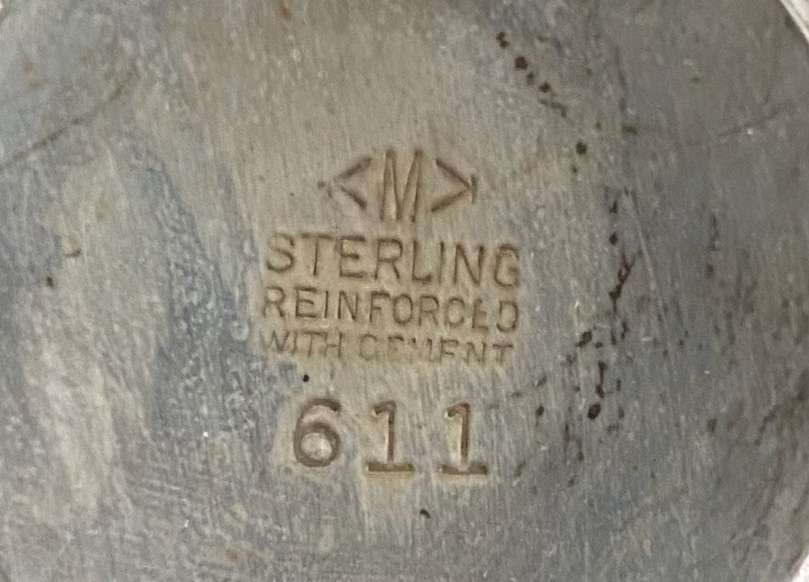 <M>
STERLING
REINFORCED
WITH CEMENT
611